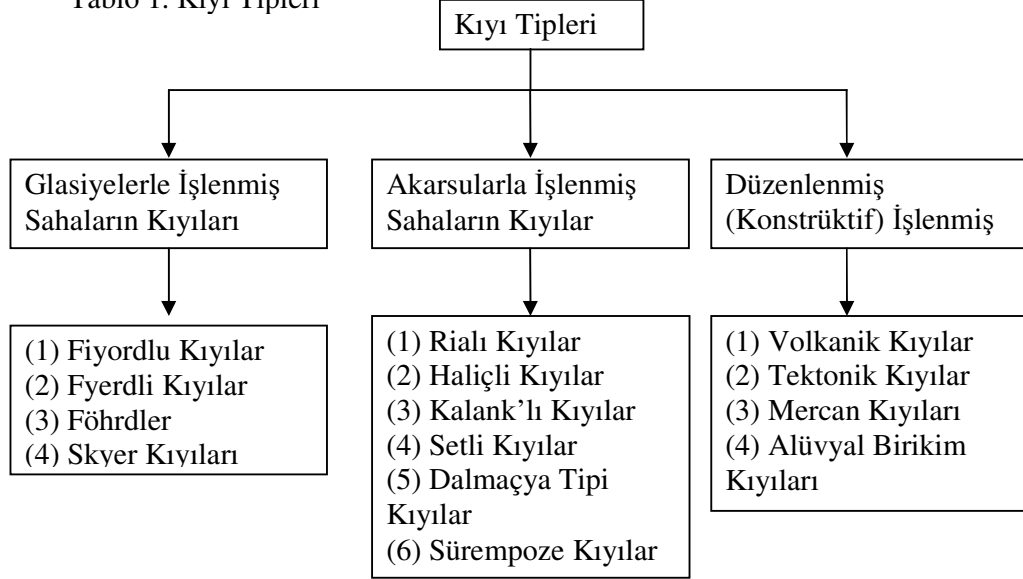 Tablo 1: Kıyı Tipleri
Kıyı Tipleri
Glasiyelerle İşlenmiş
Sahaların Kıyıları
Akarsularla İşlenmiş
Sahaların Kıyılar
Düzenlenmiş
(Konstrüktif) İşlenmiş
(1) Fiyordlu Kıyılar
(2) Fyerdli Kıyılar
(3) Föhrdler
(4) Skyer Kıyıları
(1) Rialı Kıyılar
(2) Haliçli Kıyılar
(3) Kalank’lı Kıyılar
(4) Setli Kıyılar
(5) Dalmaçya Tipi
Kıyılar
(6) Sürempoze Kıyılar
(1) Volkanik Kıyılar
(2) Tektonik Kıyılar
(3) Mercan Kıyıları
(4) Alüvyal Birikim
Kıyıları